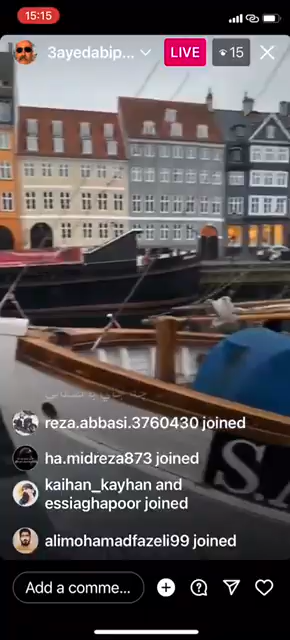 15:15
3ayedabip...
LIVE
15
reza.abbasi.3760430 joined
ha.midreza873 joined
kaihan_kayhan and
essiaghapoor joined
alimohamadfazeli99 joined
Add a comme...
S.